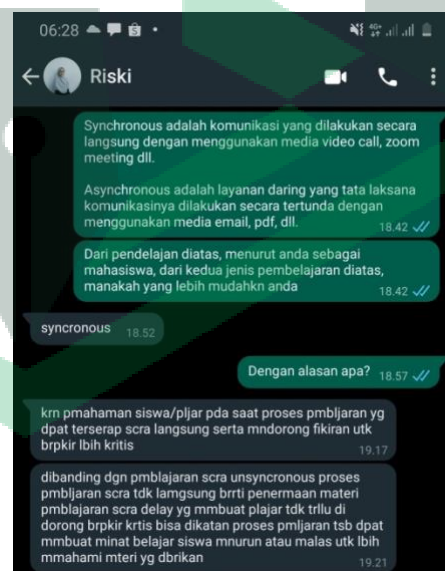 06:28
Riski
Synchronous adalah komunikasi yang dilakukan secara
langsung dengan menggunakan media video call, zoom
meeting dll.
Asynchronous adalah layanan daring yang tata laksana
komunikasinya dilakukan secara tertunda dengan
menggunakan media email, pdf, dll.
18.42
Dari pendelajan diatas, menurut anda sebagai
mahasiswa, dari kedua jenis pembelajaran diatas,
manakah yang lebih mudahkn anda
18.42
syncronous 18.52
Dengan alasan apa? 18.57
krn pmahaman siswa/pljar pda saat proses pmbljaran yg
dpat terserap scra langsung serta mndorong fikiran utk
brpkir lbih kritis
19.17
dibanding dgn pmblajaran scra unsyncronous proses
pmbljaran scra tdk lamgsung brrti penermaan materi
pmblajaran scra delay yg mmbuat plajar tdk trllu di
dorong brpkir krtis bisa dikatan proses pmljaran tsb dpat
mmbuat minat belajar siswa mnurun atau malas utk lbih
mmahami mteri yg dbrikan
19.21